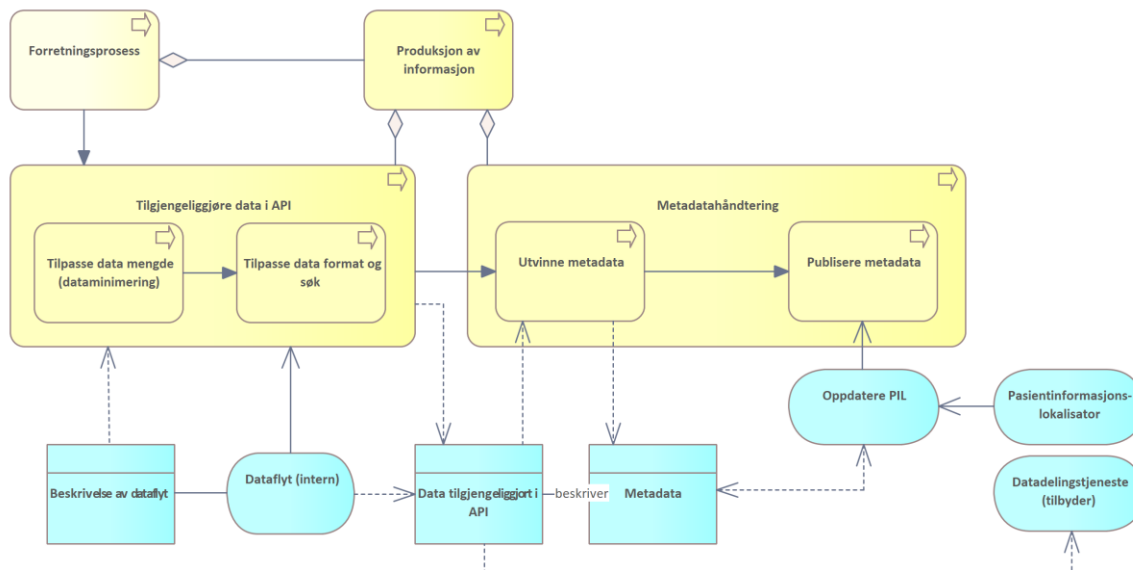 Forretningsprosess
Produksjon av
informasjon
Tilgjengeliggjøre data i API
Metadatahåndtering
Tilpasse data mengde
(dataminimering)
Tilpasse data format og
søk
Utvinne metadata
Publisere metadata
Oppdatere PIL
Pasientinformasjons-
lokalisator
Beskrivelse av dataflyt
Dataflyt (intern)
Data tilgjengeliggjort i
API
beskriver
Metadata
Datadelingstjeneste
(tilbyder)